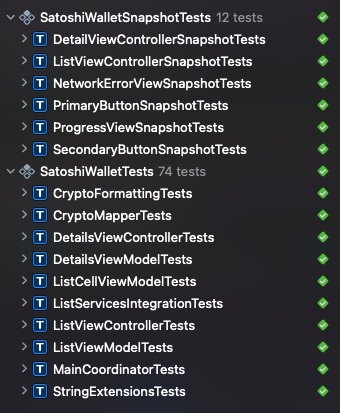 SatoshiWalletSnapshotTests 12 tests
T DetailViewControllerSnapshotTests
T ListViewControllerSnapshotTests
T NetworkErrorViewSnapshotTests
T PrimaryButtonSnapshotTests
T ProgressViewSnapshotTests
T SecondaryButtonSnapshotTests
SatoshiWalletTests 74 tests
T CryptoFormattingTests
T CryptoMapperTests
T DetailsViewControllerTests
T DetailsViewModelTests
T ListCellViewModelTests
T ListServicesIntegrationTests
T ListViewControllerTests
T ListViewModelTests
T MainCoordinatorTests
T StringExtensionsTests